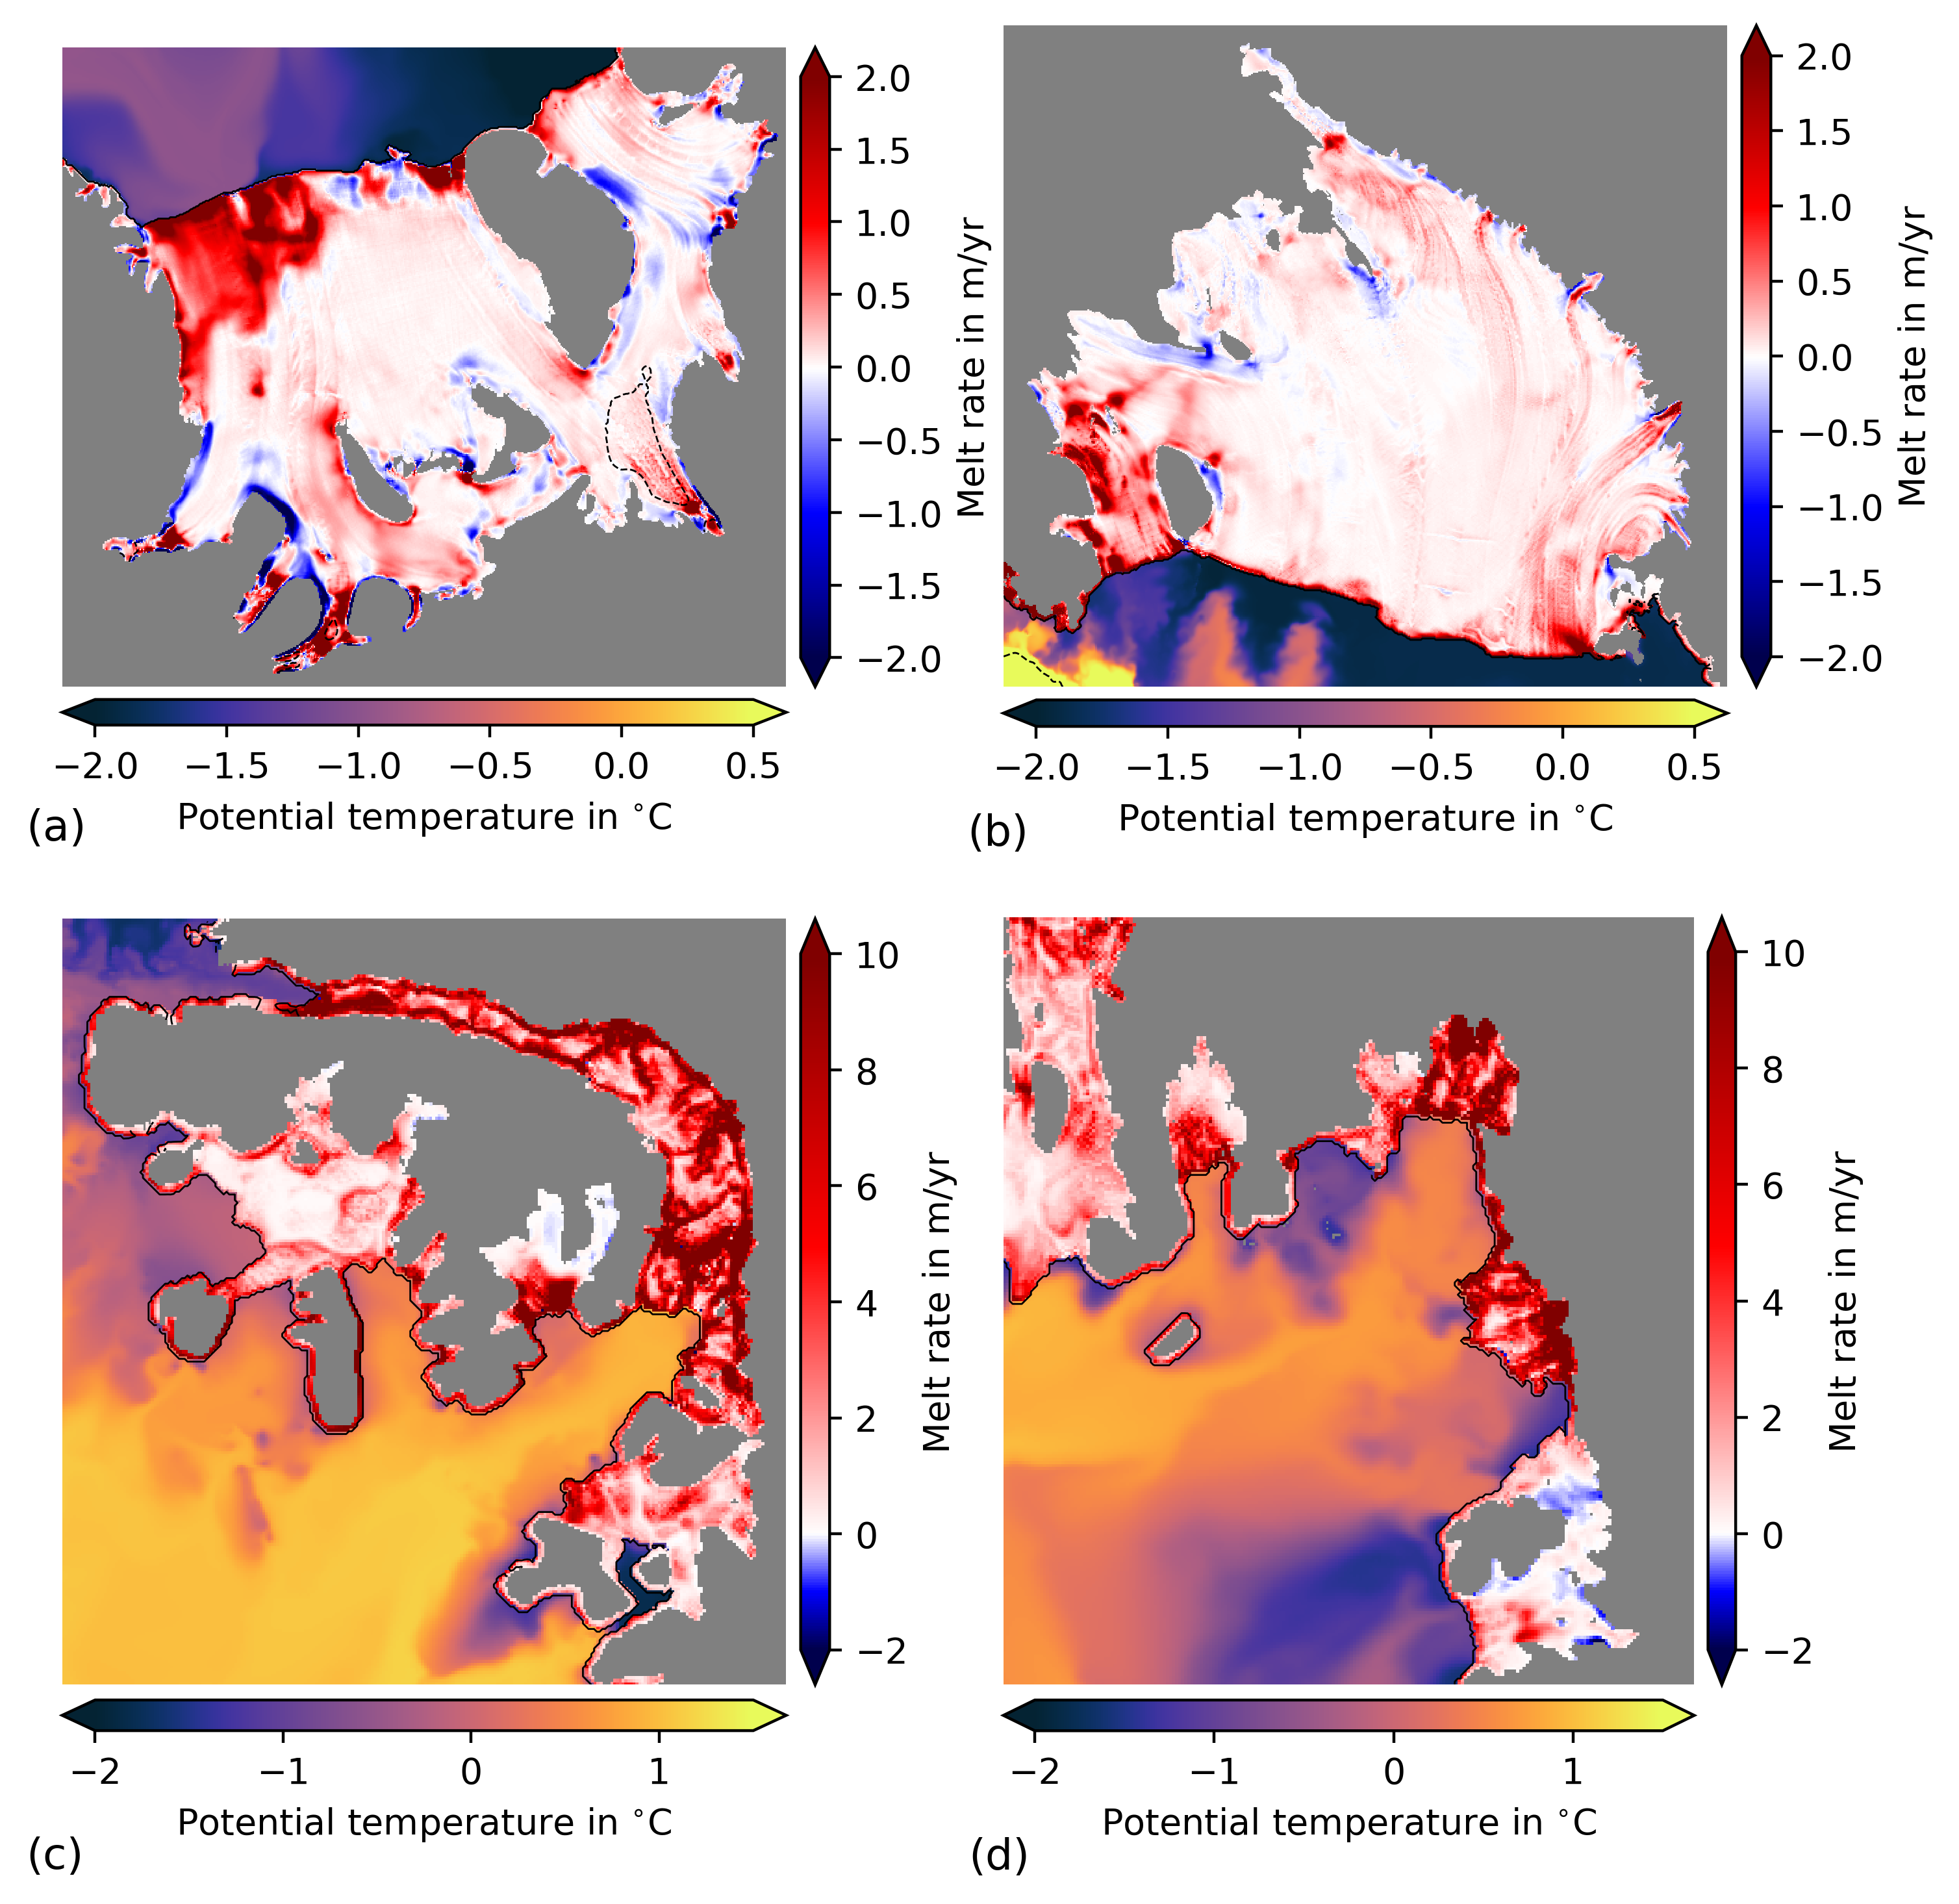 2.0
1.5
1.0
0.5
0.0
−0.5
−1.0
−1.5
−2.0
Melt rate in m/yr
−2.0 −1.5 −1.0 −0.5 0.0 0.5
Potential temperature in °C
(a)
2.0
1.5
1.0
0.5
0.0
−0.5
−1.0
−1.5
−2.0
Melt rate in m/yr
−2.0 −1.5 −1.0 −0.5 0.0 0.5
Potential temperature in °C
(b)
10
8
6
4
2
0
−2
Melt rate in m/yr
−2 −1 0 1
Potential temperature in °C
(c)
10
8
6
4
2
0
−2
Melt rate in m/yr
−2 −1 0 1
Potential temperature in °C
(d)